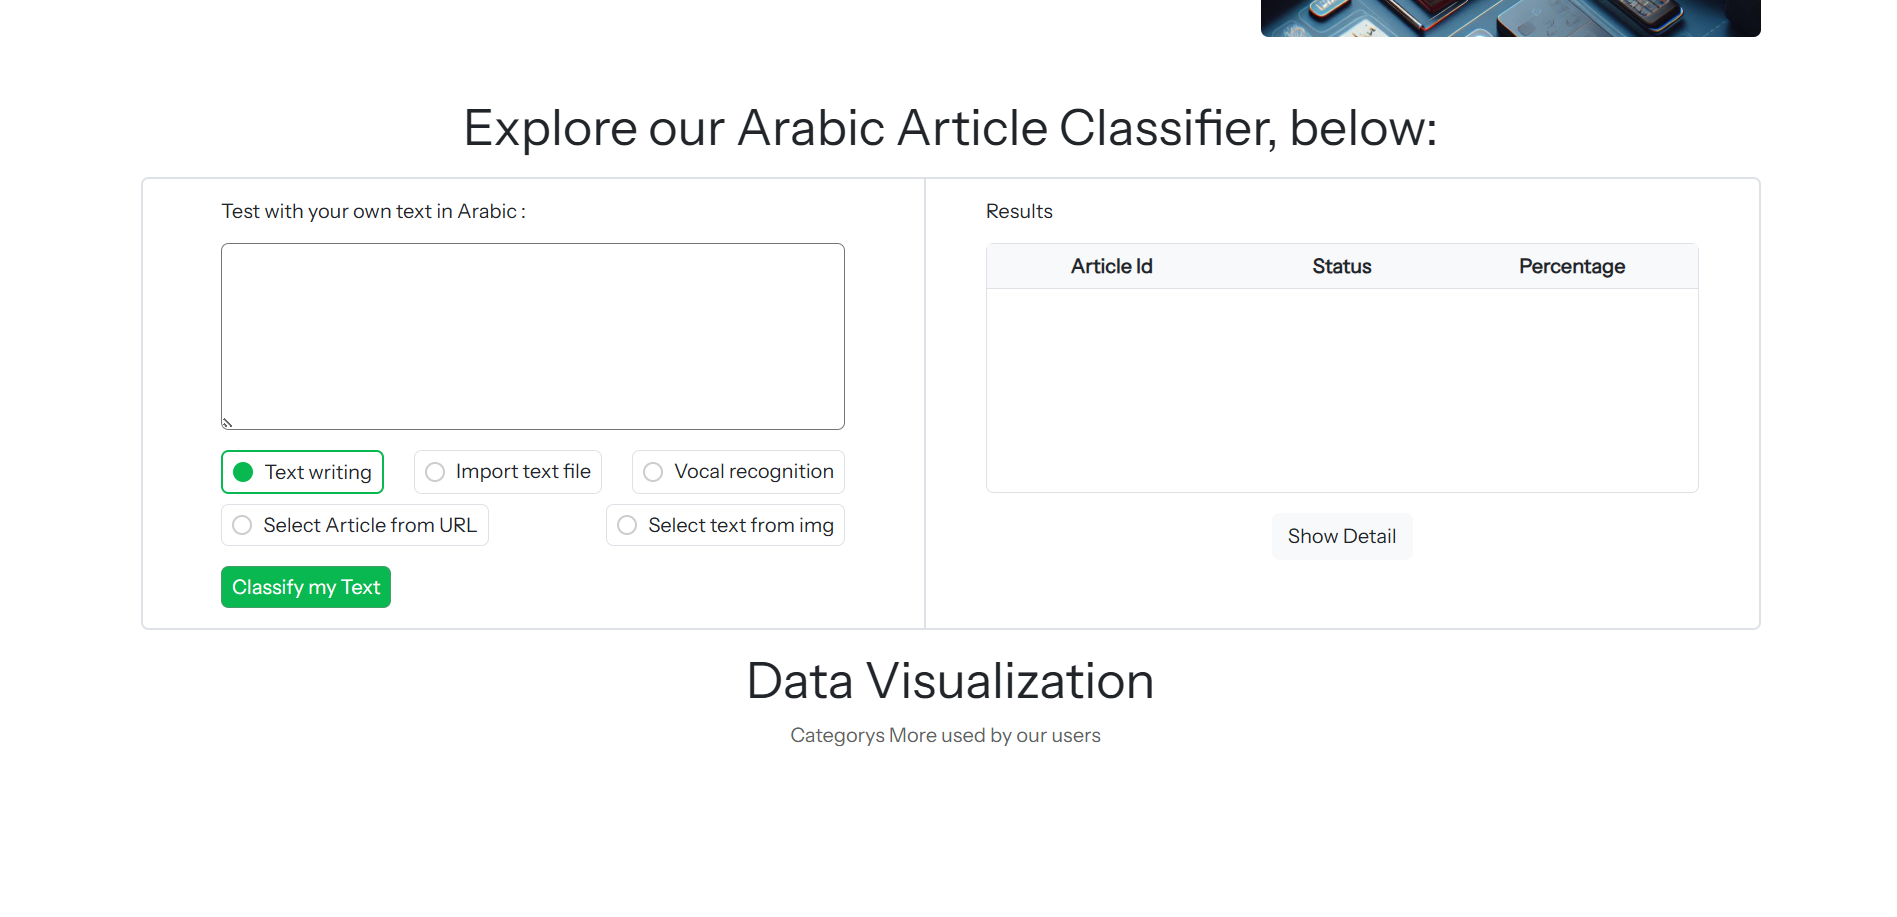 Explore our Arabic Article Classifier, below:
Test with your own text in Arabic :
Text writing
Import text file
Vocal recognition
Select Article from URL
Select text from img
Classify my Text
Results
Article Id Status Percentage
Show Detail
Data Visualization
Categorys More used by our users